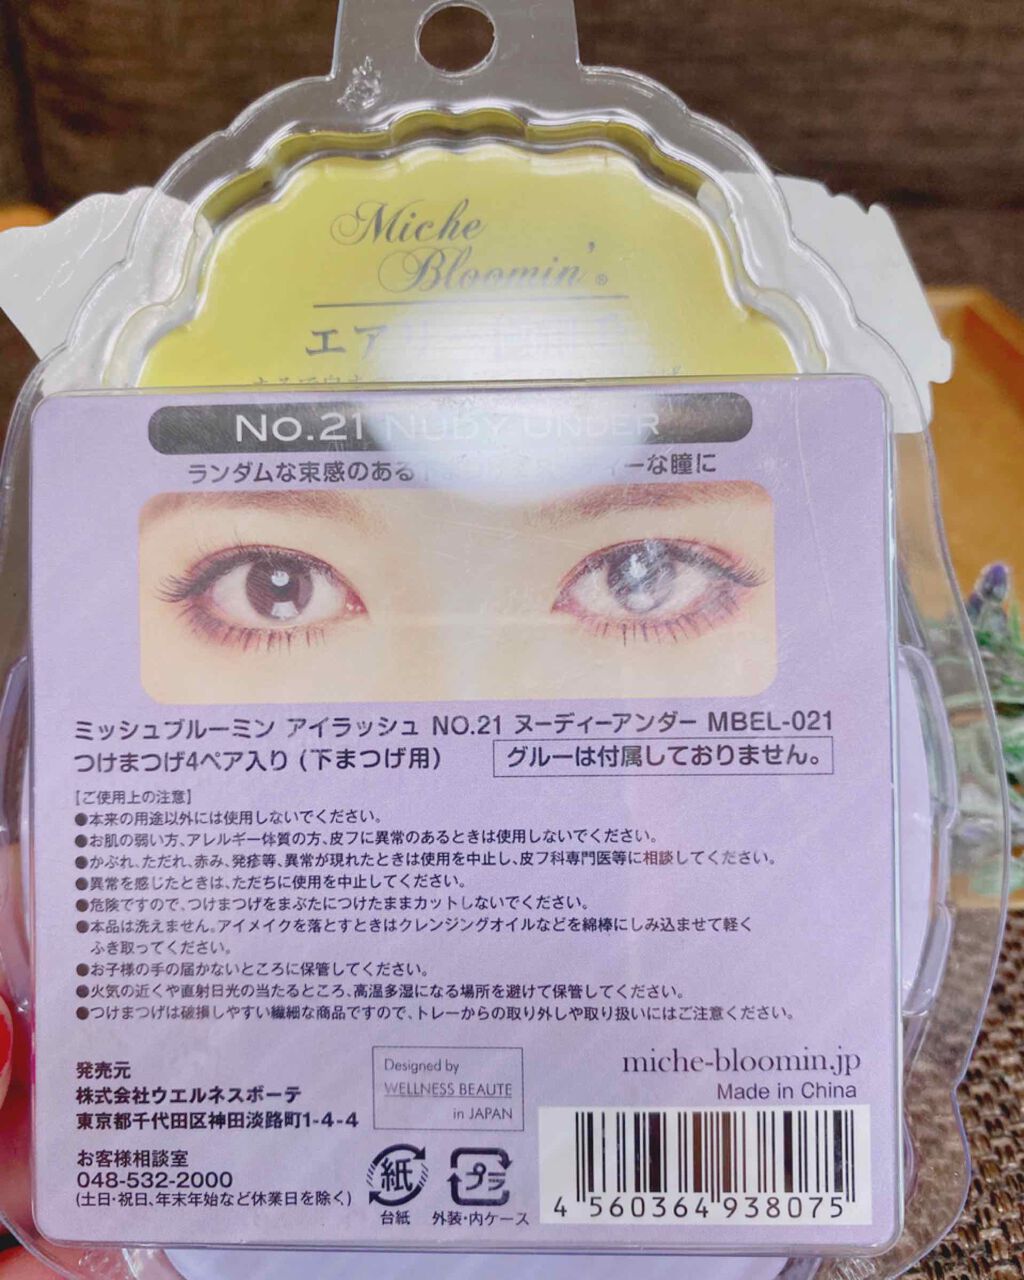 Miche
Bloomin'®
エア
No.21 NUDY UNDER
ランダムな束感のある ィーな瞳に
ミッシュブルーミン アイラッシュ NO.21 ヌーディーアンダー MBEL-021
つけまつげ4ペア入り (下まつげ用)
グルーは付属しておりません。
【ご使用上の注意】
●本来の用途以外には使用しないでください。
●お肌の弱い方、アレルギー体質の方、皮フに異常のあるときは使用しないでください。
●かぶれ、ただれ、赤み、発疹等、異常が現れたときは使用を中止し、皮フ科専門医等に相談してください。
●異常を感じたときは、ただちに使用を中止してください。
●危険ですので、つけまつげをまぶたにつけたままカットしないでください。
●本品は洗えません。アイメイクを落とすときはクレンジングオイルなどを綿棒にしみ込ませて軽く
ふき取ってください。
●お子様の手の届かないところに保管してください。
●火気の近くや直射日光の当たるところ、高温多湿になる場所を避けて保管してください。
●つけまつげは破損しやすい繊細な商品ですので、トレーからの取り外しや取り扱いにはご注意ください。
発売元
株式会社ウエルネスボーテ
東京都千代田区神田淡路町1-4-4
お客様相談室
048-532-2000
(土日・祝日、年末年始など休業日を除く)
Designed by
WELLNESS BEAUTE
in JAPAN
紙
台紙
プラ
外装・内ケース
miche-bloomin.jp
Made in China
4 560364 938075